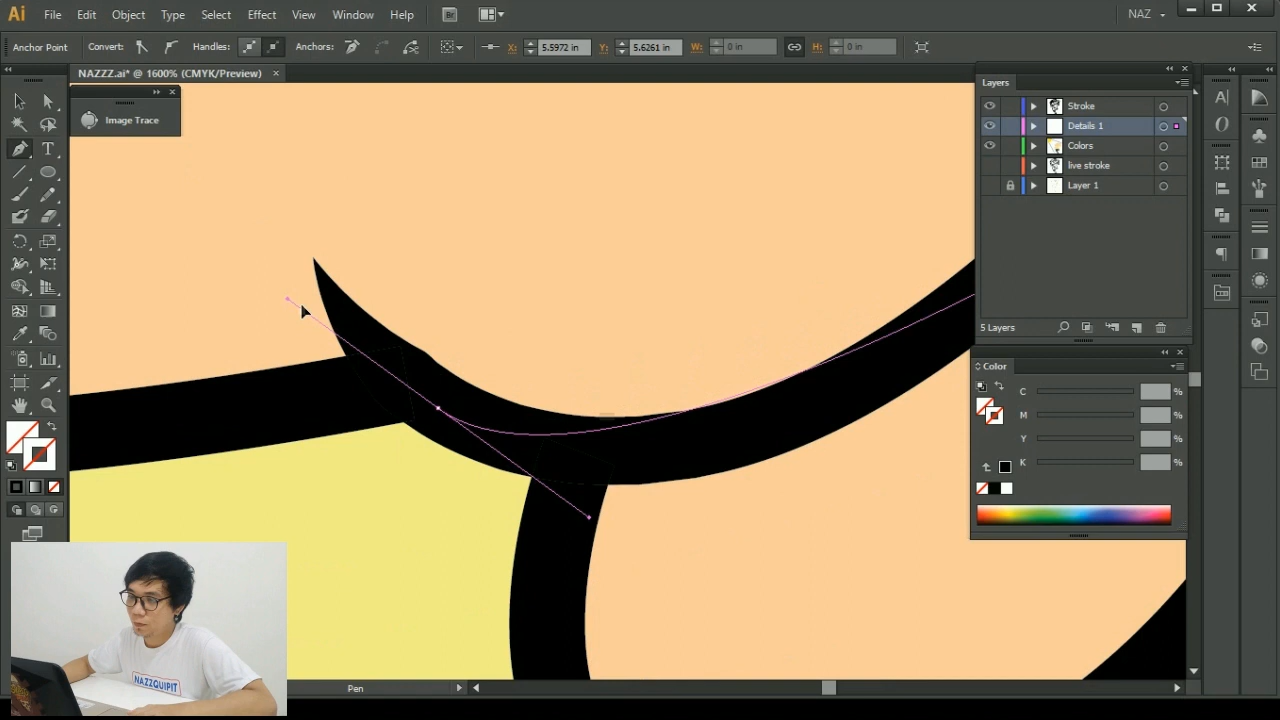 Ai File Edit Object Type Select Effect View Window Help Br NAZ
Anchor Point Convert: Handles: Anchors: X: 5.5972 in Y: 5.6261 in W: 0 in H: 0 in
NAZZZ.ai* @ 1600% (CMYK/Preview)
Image Trace
Layers
Stroke
Details 1
Colors
live stroke
Layer 1
5 Layers
Color
C %
M %
Y %
K %
Pen
NAZZQUIPIT